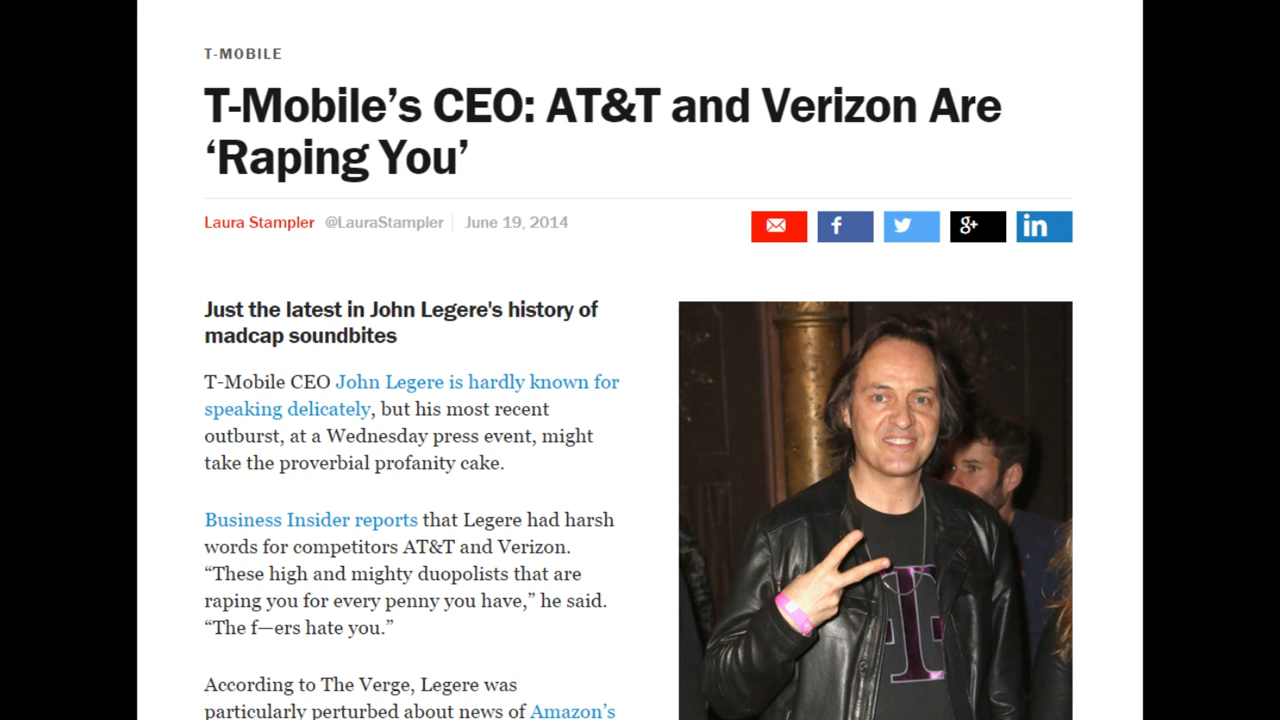 T-MOBILE
T-Mobile’s CEO: AT&T and Verizon Are
‘Raping You’
Laura Stampler @LauraStampler June 19, 2014
f g+ in
Just the latest in John Legere's history of
madcap soundbites
T-Mobile CEO John Legere is hardly known for
speaking delicately, but his most recent
outburst, at a Wednesday press event, might
take the proverbial profanity cake.
Business Insider reports that Legere had harsh
words for competitors AT&T and Verizon.
“These high and mighty duopolists that are
raping you for every penny you have,” he said.
“The f—ers hate you.”
According to The Verge, Legere was
particularly perturbed about news of Amazon’s
T